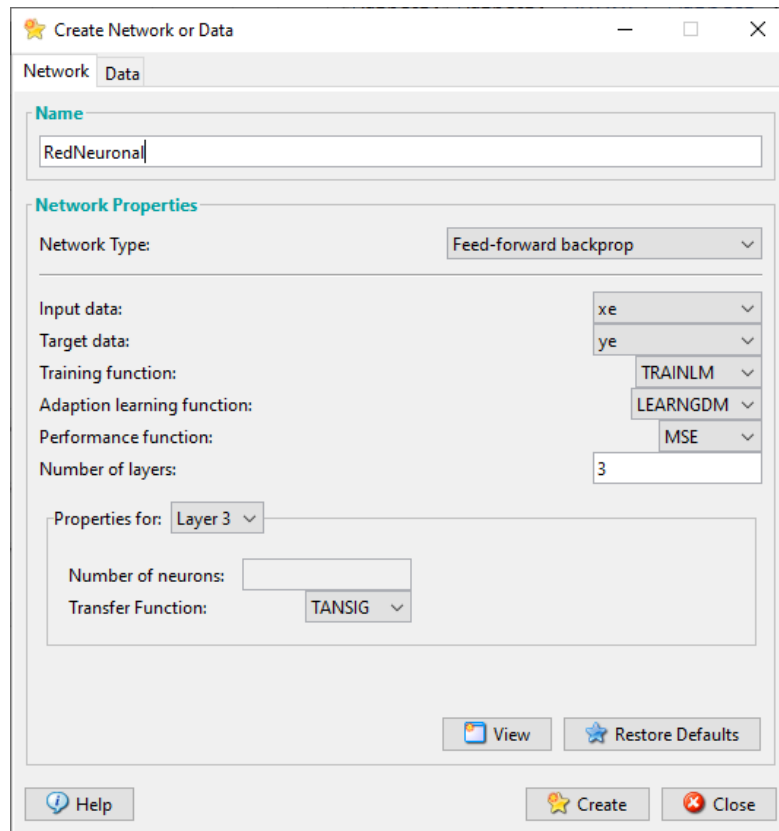 Create Network or Data
Network Data
Name
RedNeuronal
Network Properties
Network Type: Feed-forward backprop
Input data: xe
Target data: ye
Training function: TRAINLM
Adaption learning function: LEARNGDM
Performance function: MSE
Number of layers: 3
Properties for: Layer 3
Number of neurons:
Transfer Function: TANSIG
View Restore Defaults
Help Create Close